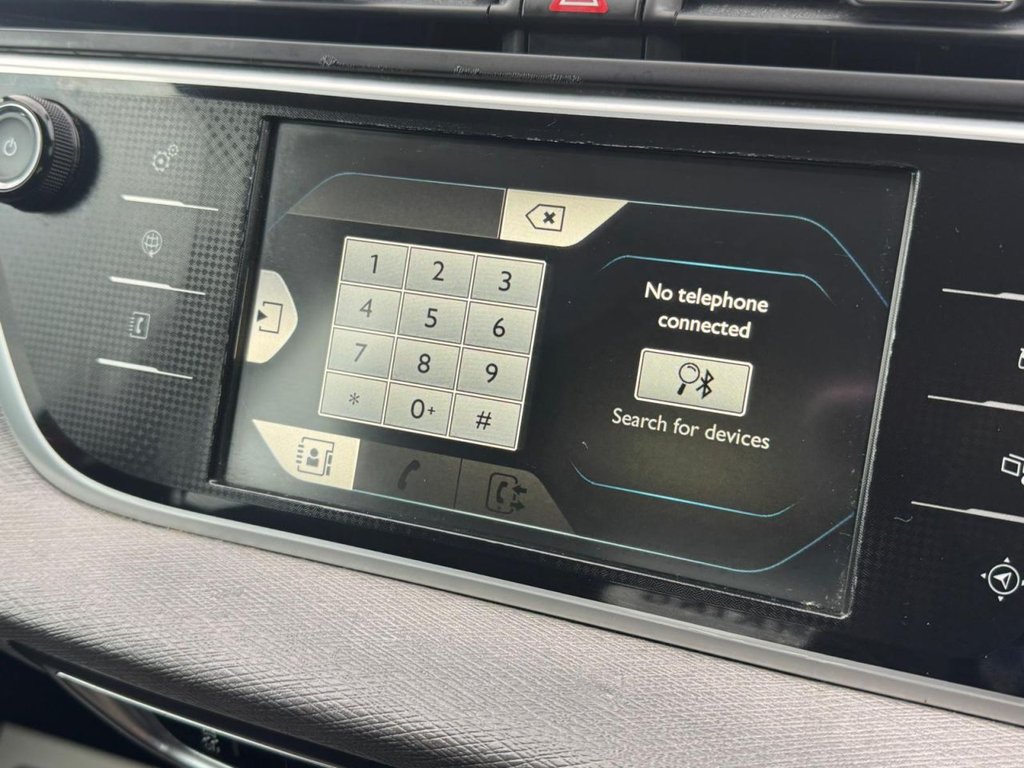 1 2 3
4 5 6
7 8 9
* 0+ #
No telephone
connected
Search for devices